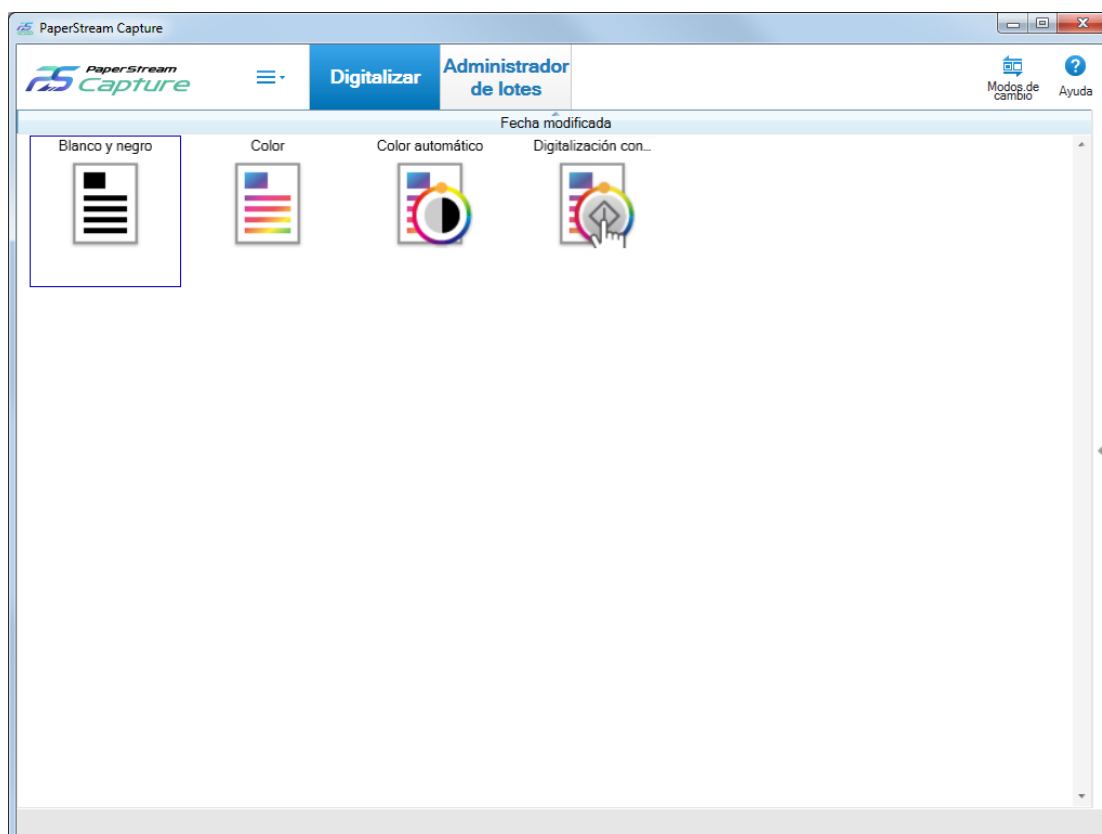 PaperStream Capture
PaperStream
Capture
Digitalizar
Administrador
de lotes
Modos de
cambio
Ayuda
Fecha modificada
Blanco y negro
Color
Color automático
Digitalización con...